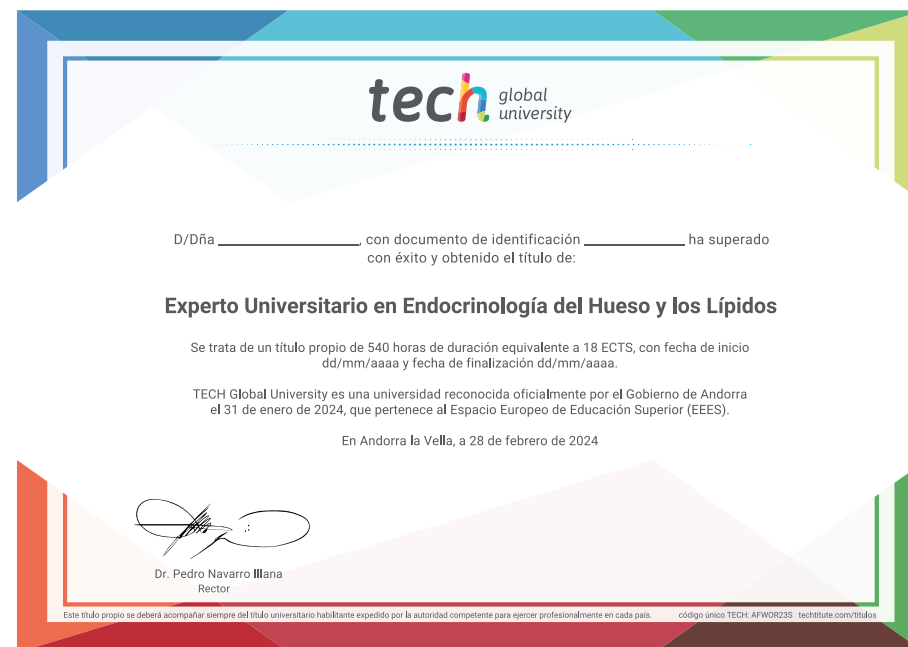 tech global university
D/Dña ______________, con documento de identificación __________ ha superado
con éxito y obtenido el título de:
Experto Universitario en Endocrinología del Hueso y los Lípidos
Se trata de un título propio de 540 horas de duración equivalente a 18 ECTS, con fecha de inicio
dd/mm/aaaa y fecha de finalización dd/mm/aaaa.
TECH Global University es una universidad reconocida oficialmente por el Gobierno de Andorra
el 31 de enero de 2024, que pertenece al Espacio Europeo de Educación Superior (EEES).
En Andorra la Vella, a 28 de febrero de 2024
Dr. Pedro Navarro Illana
Rector
Este título propio se deberá acompañar siempre del título universitario habilitante expedido por la autoridad competente para ejercer profesionalmente en cada país. código único TECH: AFWOR23S techtitute.com/titulos